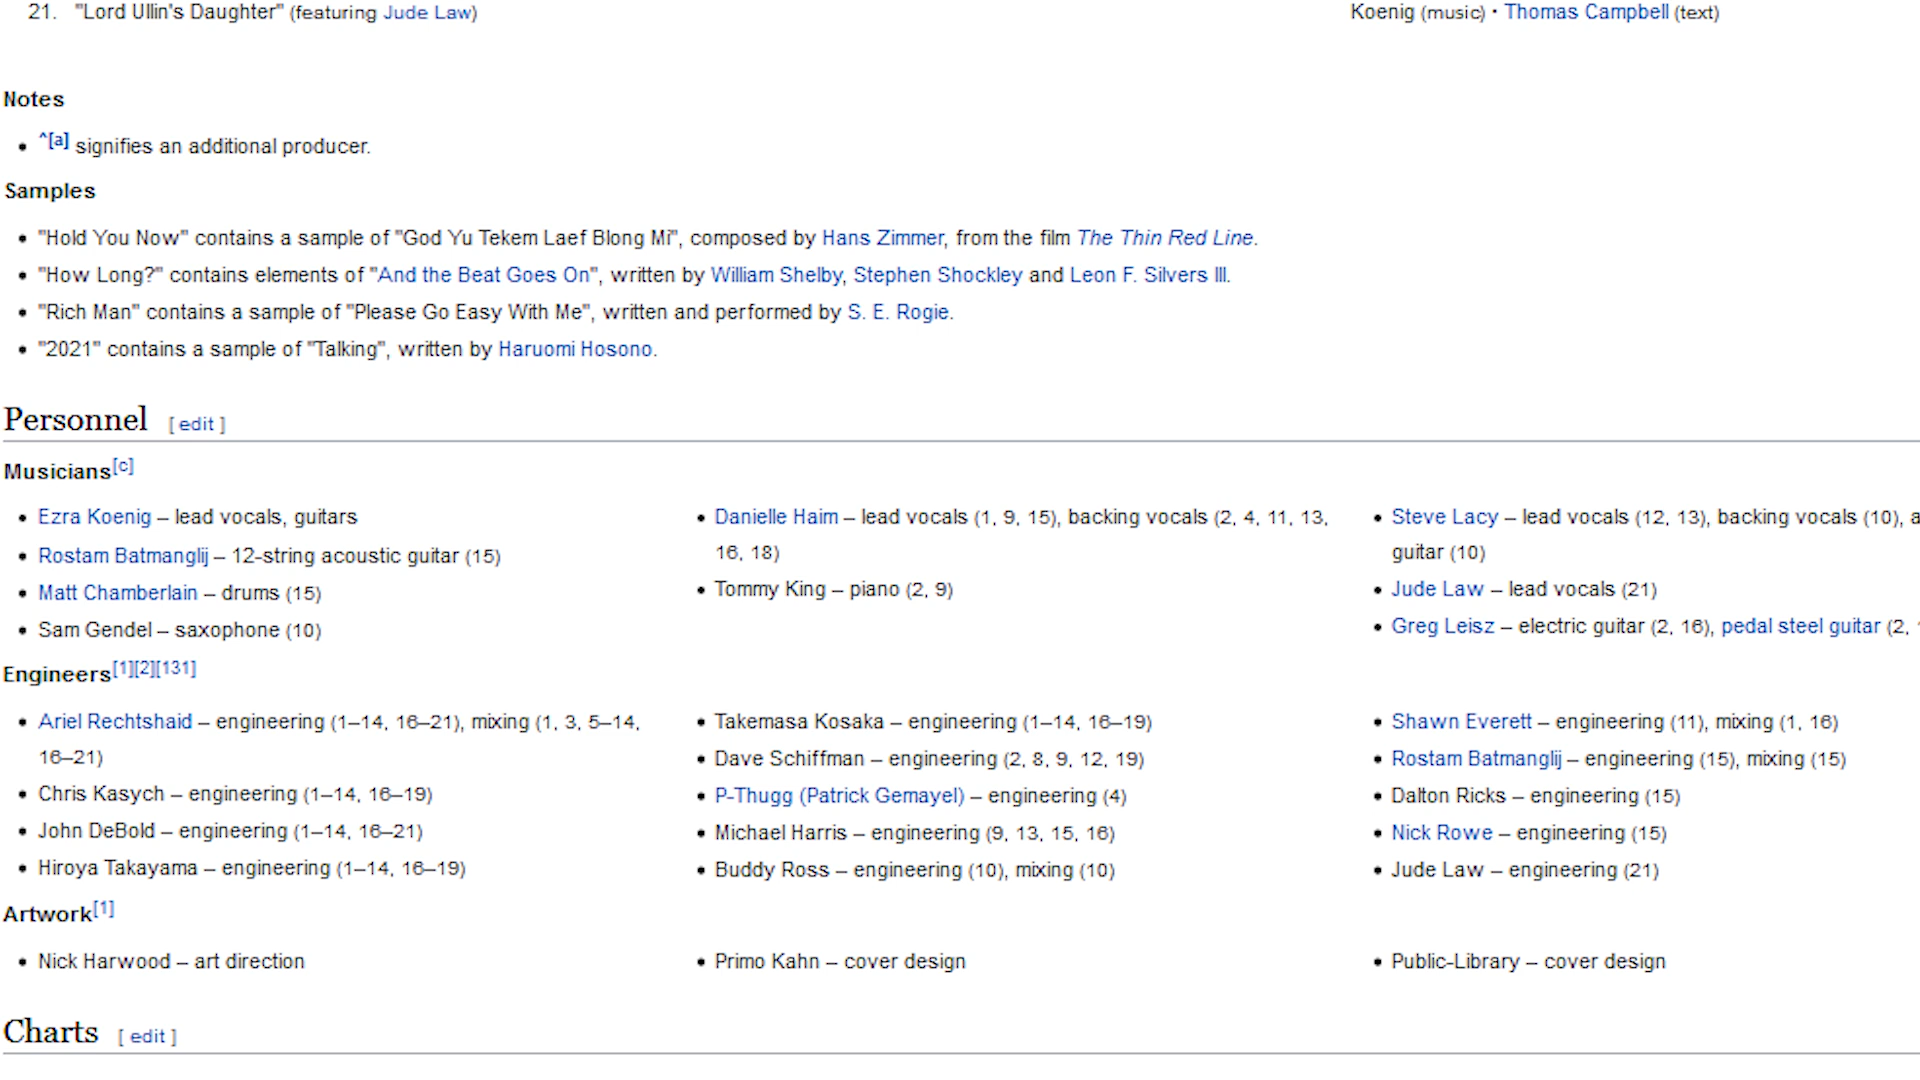 21. "Lord Ullin's Daughter" (featuring Jude Law) Koenig (music) • Thomas Campbell (text)
Notes
• ^[a] signifies an additional producer.
Samples
• "Hold You Now" contains a sample of "God Yu Tekem Laef Blong Mi", composed by Hans Zimmer, from the film The Thin Red Line.
• "How Long?" contains elements of "And the Beat Goes On", written by William Shelby, Stephen Shockley and Leon F. Silvers III.
• "Rich Man" contains a sample of "Please Go Easy With Me", written and performed by S. E. Rogie.
• "2021" contains a sample of "Talking", written by Haruomi Hosono.
Personnel [ edit ]
Musicians[c]
• Ezra Koenig – lead vocals, guitars
• Rostam Batmanglij – 12-string acoustic guitar (15)
• Matt Chamberlain – drums (15)
• Sam Gendel – saxophone (10)
• Danielle Haim – lead vocals (1, 9, 15), backing vocals (2, 4, 11, 13,
16, 18)
• Tommy King – piano (2, 9)
• Steve Lacy – lead vocals (12, 13), backing vocals (10),
guitar (10)
• Jude Law – lead vocals (21)
• Greg Leisz – electric guitar (2, 16), pedal steel guitar (2,
Engineers[1][2][131]
• Ariel Rechtshaid – engineering (1–14, 16–21), mixing (1, 3, 5–14,
16–21)
• Chris Kasych – engineering (1–14, 16–19)
• John DeBold – engineering (1–14, 16–21)
• Hiroya Takayama – engineering (1–14, 16–19)
• Takemasa Kosaka – engineering (1–14, 16–19)
• Dave Schiffman – engineering (2, 8, 9, 12, 19)
• P-Thugg (Patrick Gemayel) – engineering (4)
• Michael Harris – engineering (9, 13, 15, 16)
• Buddy Ross – engineering (10), mixing (10)
• Shawn Everett – engineering (11), mixing (1, 16)
• Rostam Batmanglij – engineering (15), mixing (15)
• Dalton Ricks – engineering (15)
• Nick Rowe – engineering (15)
• Jude Law – engineering (21)
Artwork[1]
• Nick Harwood – art direction
• Primo Kahn – cover design
• Public-Library – cover design
Charts [ edit ]